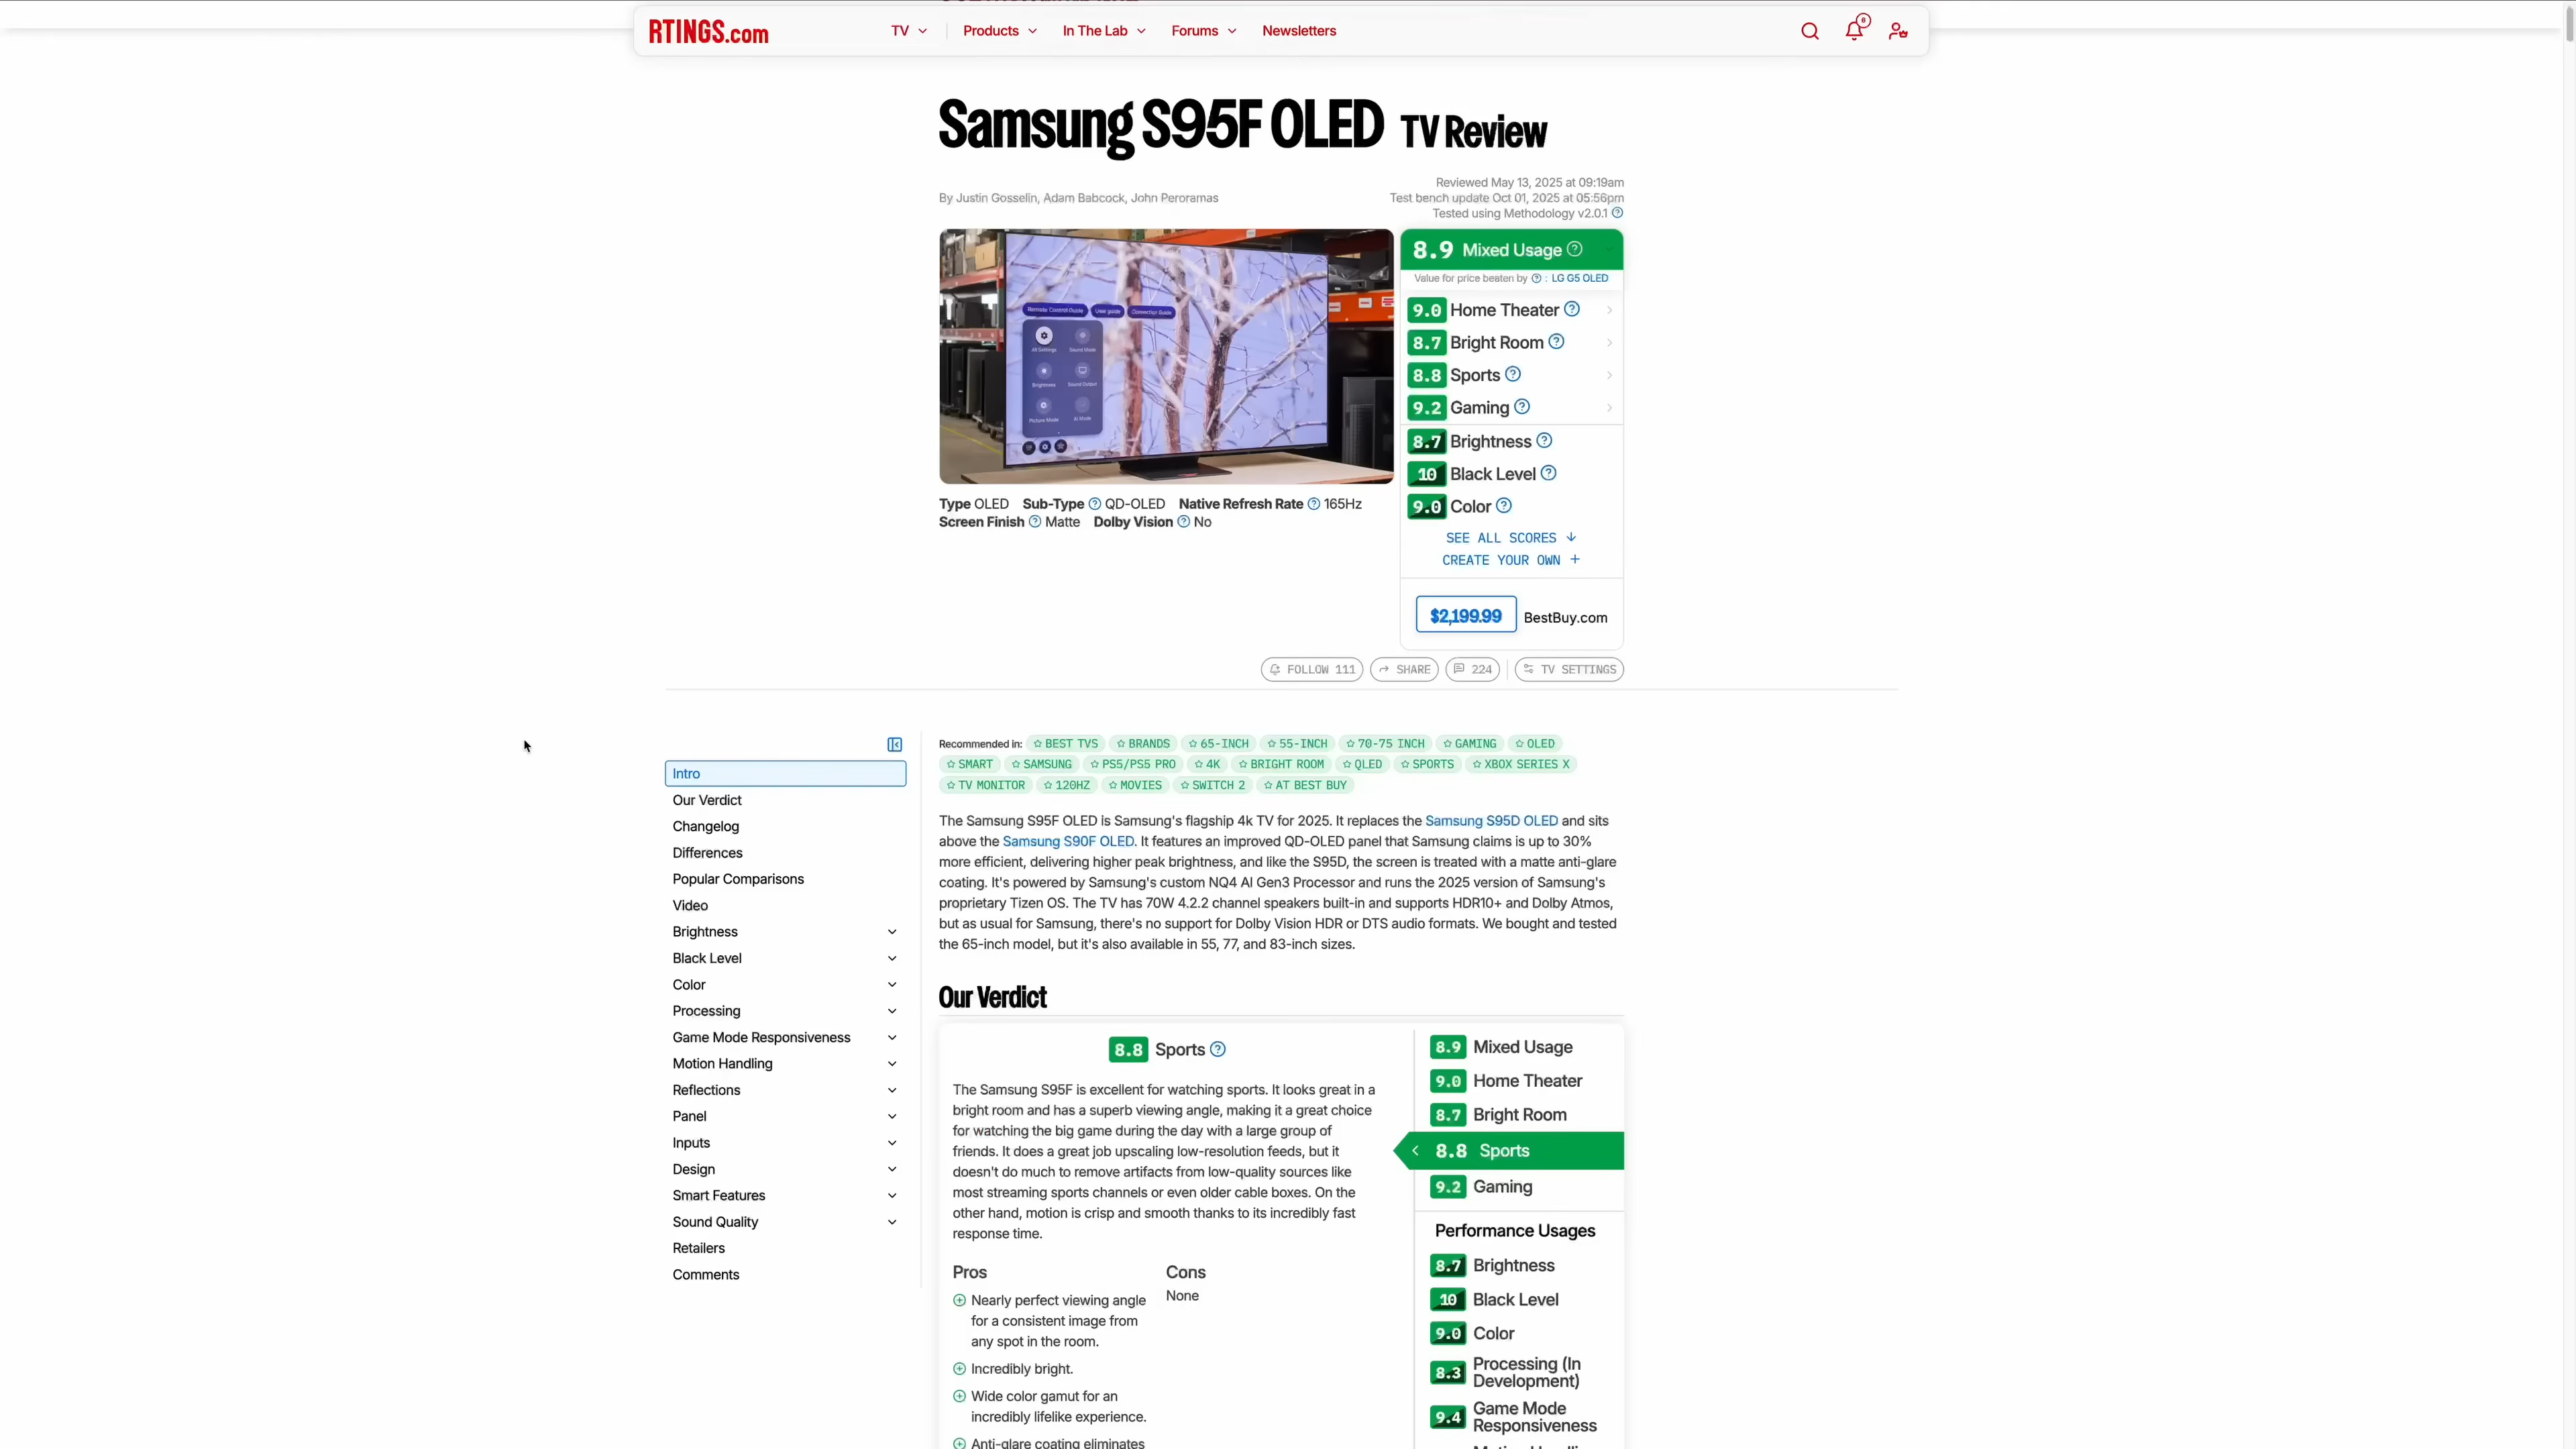 RTINGS.com
TV
Products
In The Lab
Forums
Newsletters
0
Samsung S95F OLED TV Review
By Justin Gosselin, Adam Babcock, John Peroramas
Reviewed May 13, 2025 at 09:19am
Test bench update Oct 01, 2025 at 05:56pm
Tested using Methodology v2.0.1
Remote Control Guide
User guide
Connection Guide
All Settings
Sound Mode
Brightness
Sound Output
Picture Mode
AI Mode
Type OLED Sub-Type QD-OLED Native Refresh Rate 165Hz
Screen Finish Matte Dolby Vision No
8.9 Mixed Usage
Value for price beaten by : LG G5 OLED
9.0 Home Theater
8.7 Bright Room
8.8 Sports
9.2 Gaming
8.7 Brightness
10 Black Level
9.0 Color
SEE ALL SCORES
CREATE YOUR OWN +
$2,199.99 BestBuy.com
FOLLOW 111
SHARE
224
TV SETTINGS
Intro
Our Verdict
Changelog
Differences
Popular Comparisons
Video
Brightness
Black Level
Color
Processing
Game Mode Responsiveness
Motion Handling
Reflections
Panel
Inputs
Design
Smart Features
Sound Quality
Retailers
Comments
Recommended in: BEST TVS BRANDS 65-INCH 55-INCH 70-75 INCH GAMING OLED
SMART SAMSUNG PS5/PS5 PRO 4K BRIGHT ROOM QLED SPORTS XBOX SERIES X
TV MONITOR 120HZ MOVIES SWITCH 2 AT BEST BUY
The Samsung S95F OLED is Samsung's flagship 4k TV for 2025. It replaces the Samsung S95D OLED and sits
above the Samsung S90F OLED. It features an improved QD-OLED panel that Samsung claims is up to 30%
more efficient, delivering higher peak brightness, and like the S95D, the screen is treated with a matte anti-glare
coating. It's powered by Samsung's custom NQ4 AI Gen3 Processor and runs the 2025 version of Samsung's
proprietary Tizen OS. The TV has 70W 4.2.2 channel speakers built-in and supports HDR10+ and Dolby Atmos,
but as usual for Samsung, there's no support for Dolby Vision HDR or DTS audio formats. We bought and tested
the 65-inch model, but it's also available in 55, 77, and 83-inch sizes.
Our Verdict
8.8 Sports
The Samsung S95F is excellent for watching sports. It looks great in a
bright room and has a superb viewing angle, making it a great choice
for watching the big game during the day with a large group of
friends. It does a great job upscaling low-resolution feeds, but it
doesn't do much to remove artifacts from low-quality sources like
most streaming sports channels or even older cable boxes. On the
other hand, motion is crisp and smooth thanks to its incredibly fast
response time.
Pros
Nearly perfect viewing angle
for a consistent image from
any spot in the room.
Incredibly bright.
Wide color gamut for an
incredibly lifelike experience.
Anti-glare coating eliminates
Cons
None
8.9 Mixed Usage
9.0 Home Theater
8.7 Bright Room
8.8 Sports
9.2 Gaming
Performance Usages
8.7 Brightness
10 Black Level
9.0 Color
8.3 Processing (In
Development)
9.4 Game Mode
Responsiveness